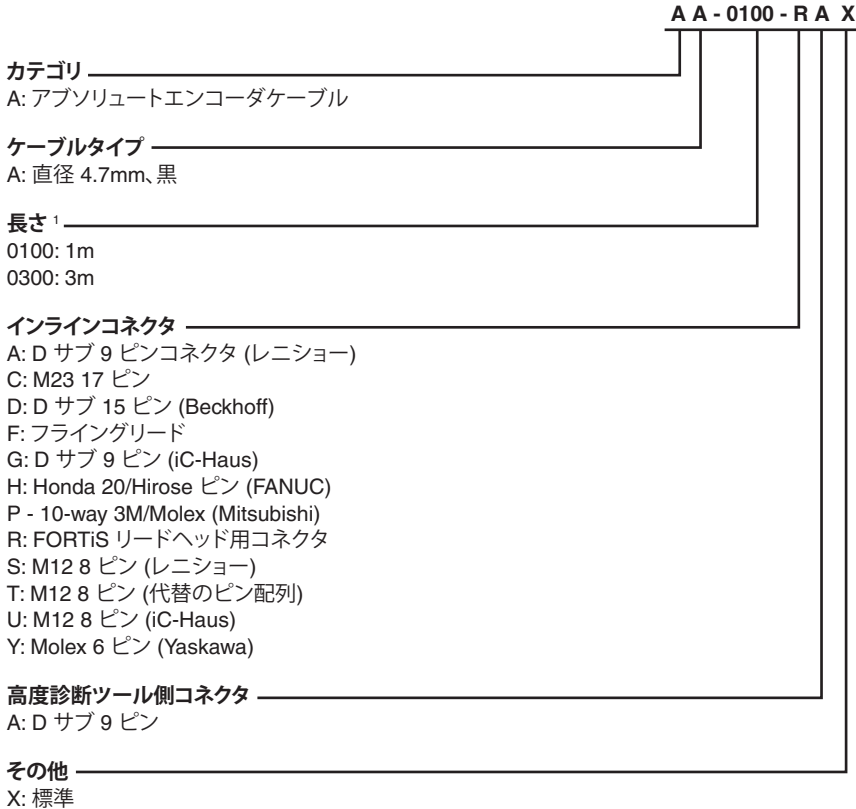 A A - 0100 - R A X
カテゴリ
A: アブソリュートエンコーダケーブル
ケーブルタイプ
A: 直径 4.7mm、黒
長さ 1
0100: 1m
0300: 3m
インラインコネクタ
A: D サブ 9 ピンコネクタ (レニショー)
C: M23 17 ピン
D: D サブ 15 ピン (Beckhoff)
F: フライングリード
G: D サブ 9 ピン (iC-Haus)
H: Honda 20/Hirose ピン (FANUC)
P - 10-way 3M/Molex (Mitsubishi)
R: FORTiS リードヘッド用コネクタ
S: M12 8 ピン (レニショー)
T: M12 8 ピン (代替のピン配列)
U: M12 8 ピン (iC-Haus)
Y: Molex 6 ピン (Yaskawa)
高度診断ツール側コネクタ
A: D サブ 9 ピン
その他
X: 標準